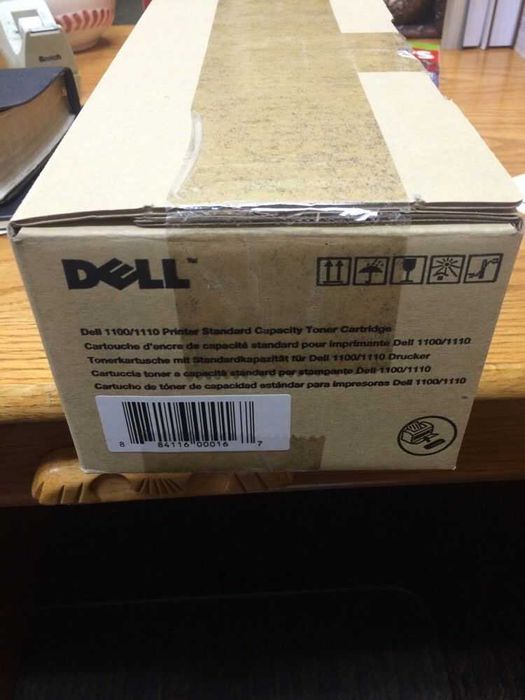 Scotch
DELL™
Dell 1100/1110 Printer Standard Capacity Toner Cartridge
Cartouche d'encre de capacité standard pour imprimante Dell 1100/1110
Tonerkartusche mit Standardkapazität für Dell 1100/1110 Drucker
Cartuccia toner a capacità standard per stampante Dell 1100/1110
Cartucho de tóner de capacidad estándar para impresoras Dell 1100/1110
8 84116 00016 7